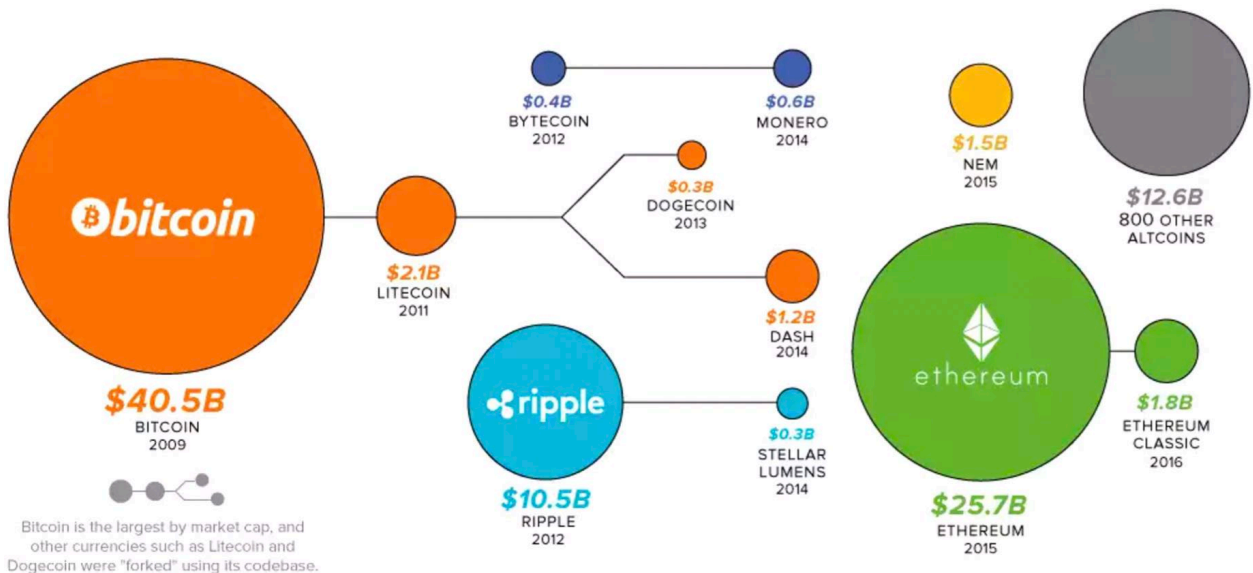 bitcoin
$40.5B
BITCOIN
2009
Bitcoin is the largest by market cap, and
other currencies such as Litecoin and
Dogecoin were "forked" using its codebase.
$2.1B
LITECOIN
2011
$0.4B
BYTECOIN
2012
$0.6B
MONERO
2014
$0.3B
DOGECOIN
2013
$1.2B
DASH
2014
ripple
$10.5B
RIPPLE
2012
$0.3B
STELLAR
LUMENS
2014
$1.5B
NEM
2015
$12.6B
800 OTHER
ALTCOINS
ethereum
$25.7B
ETHEREUM
2015
$1.8B
ETHEREUM
CLASSIC
2016